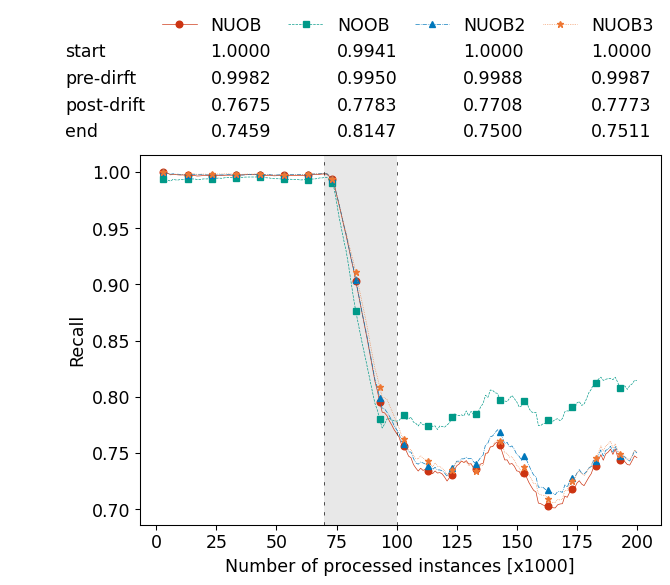 NUOB NOOB NUOB2 NUOB3
start 1.0000 0.9941 1.0000 1.0000
pre-dirft 0.9982 0.9950 0.9988 0.9987
post-drift 0.7675 0.7783 0.7708 0.7773
end 0.7459 0.8147 0.7500 0.7511
1.00
0.95
0.90
0.85
0.80
0.75
0.70
Recall
0 25 50 75 100 125 150 175 200
Number of processed instances [x1000]